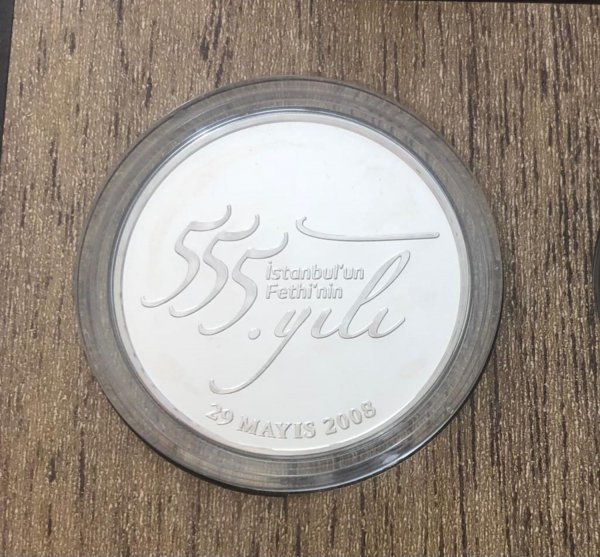 555.yılı
İstanbul'un
Fethi'nin
29 MAYIS 2008